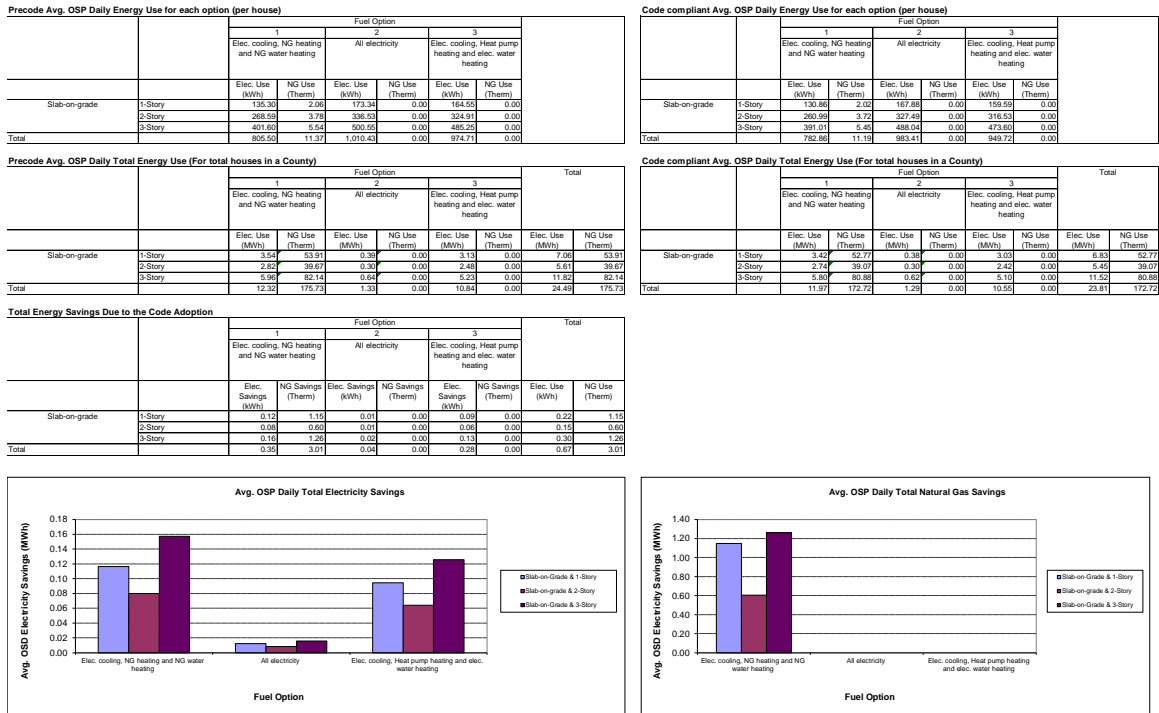 Precode Avg. OSP Daily Energy Use for each option (per house)
Fuel Option
1 2 3
Elec. cooling, NG heating and NG water heating All electricity Elec. cooling, Heat pump heating and elec. water heating
Elec. Use (kWh) NG Use (Therm) Elec. Use (kWh) NG Use (Therm) Elec. Use (kWh) NG Use (Therm)
Slab-on-grade 1-Story 135.30 2.06 173.34 0.00 164.55 0.00
2-Story 268.59 3.78 336.53 0.00 324.91 0.00
3-Story 401.60 5.54 500.55 0.00 485.25 0.00
Total 805.50 11.37 1,010.43 0.00 974.71 0.00
Code compliant Avg. OSP Daily Energy Use for each option (per house)
Fuel Option
1 2 3
Elec. cooling, NG heating and NG water heating All electricity Elec. cooling, Heat pump heating and elec. water heating
Elec. Use (kWh) NG Use (Therm) Elec. Use (kWh) NG Use (Therm) Elec. Use (kWh) NG Use (Therm)
Slab-on-grade 1-Story 130.86 2.02 167.88 0.00 159.59 0.00
2-Story 260.99 3.72 327.49 0.00 316.53 0.00
3-Story 391.01 5.45 488.04 0.00 473.60 0.00
Total 782.86 11.19 983.41 0.00 949.72 0.00
Precode Avg. OSP Daily Total Energy Use (For total houses in a County)
Fuel Option Total
1 2 3
Elec. cooling, NG heating and NG water heating All electricity Elec. cooling, Heat pump heating and elec. water heating
Elec. Use (MWh) NG Use (Therm) Elec. Use (MWh) NG Use (Therm) Elec. Use (MWh) NG Use (Therm) Elec. Use (MWh) NG Use (Therm)
Slab-on-grade 1-Story 3.54 53.91 0.39 0.00 3.13 0.00 7.06 53.91
2-Story 2.82 39.67 0.30 0.00 2.48 0.00 5.61 39.67
3-Story 5.96 82.14 0.64 0.00 5.23 0.00 11.82 82.14
Total 12.32 175.73 1.33 0.00 10.84 0.00 24.49 175.73
Code compliant Avg. OSP Daily Total Energy Use (For total houses in a County)
Fuel Option Total
1 2 3
Elec. cooling, NG heating and NG water heating All electricity Elec. cooling, Heat pump heating and elec. water heating
Elec. Use (MWh) NG Use (Therm) Elec. Use (MWh) NG Use (Therm) Elec. Use (MWh) NG Use (Therm) Elec. Use (MWh) NG Use (Therm)
Slab-on-grade 1-Story 3.42 52.77 0.38 0.00 3.03 0.00 6.83 52.77
2-Story 2.74 39.07 0.30 0.00 2.42 0.00 5.45 39.07
3-Story 5.80 80.88 0.62 0.00 5.10 0.00 11.52 80.88
Total 11.97 172.72 1.29 0.00 10.55 0.00 23.81 172.72
Total Energy Savings Due to the Code Adoption
Fuel Option Total
1 2 3
Elec. cooling, NG heating and NG water heating All electricity Elec. cooling, Heat pump heating and elec. water heating
Elec. Savings (kWh) NG Savings (Therm) Elec. Savings (kWh) NG Savings (Therm) Elec. Savings (kWh) NG Savings (Therm) Elec. Use (kWh) NG Use (Therm)
Slab-on-grade 1-Story 0.12 1.15 0.01 0.00 0.09 0.00 0.22 1.15
2-Story 0.08 0.60 0.01 0.00 0.06 0.00 0.15 0.60
3-Story 0.16 1.26 0.02 0.00 0.13 0.00 0.30 1.26
Total 0.35 3.01 0.04 0.00 0.28 0.00 0.67 3.01
Avg. OSP Daily Total Electricity Savings
Avg. OSD Electricity Savings (MWh)
0.18
0.16
0.14
0.12
0.10
0.08
0.06
0.04
0.02
0.00
Elec. cooling, NG heating and NG water heating
All electricity
Elec. cooling, Heat pump heating and elec. water heating
Fuel Option
Slab-on-Grade & 1-Story
Slab-on-grade & 2-Story
Slab-on-Grade & 3-Story
Avg. OSP Daily Total Natural Gas Savings
Avg. OSD Electricity Savings (MWh)
1.40
1.20
1.00
0.80
0.60
0.40
0.20
0.00
Elec. cooling, NG heating and NG water heating
All electricity
Elec. cooling, Heat pump heating and elec. water heating
Fuel Option
Slab-on-Grade & 1-Story
Slab-on-grade & 2-Story
Slab-on-Grade & 3-Story